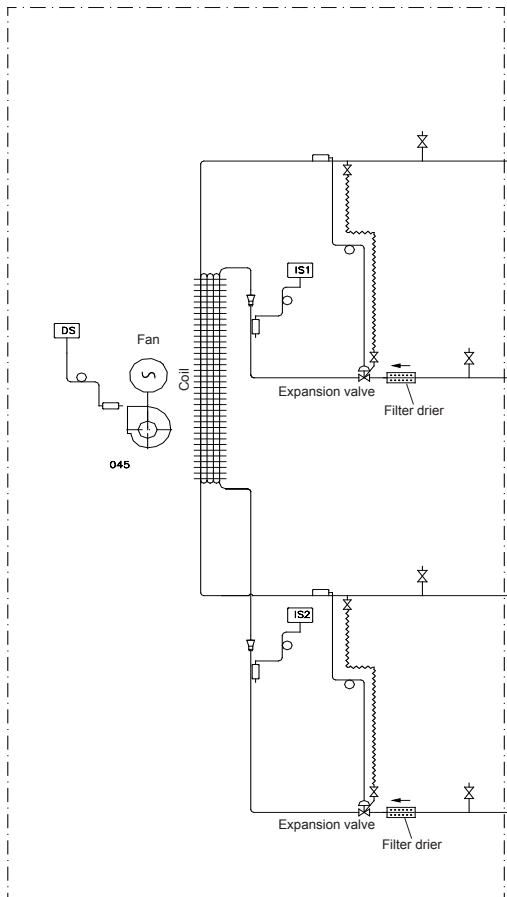 IS1
DS
Fan
Coil
Expansion valve
Filter drier
045
IS2
Expansion valve
Filter drier